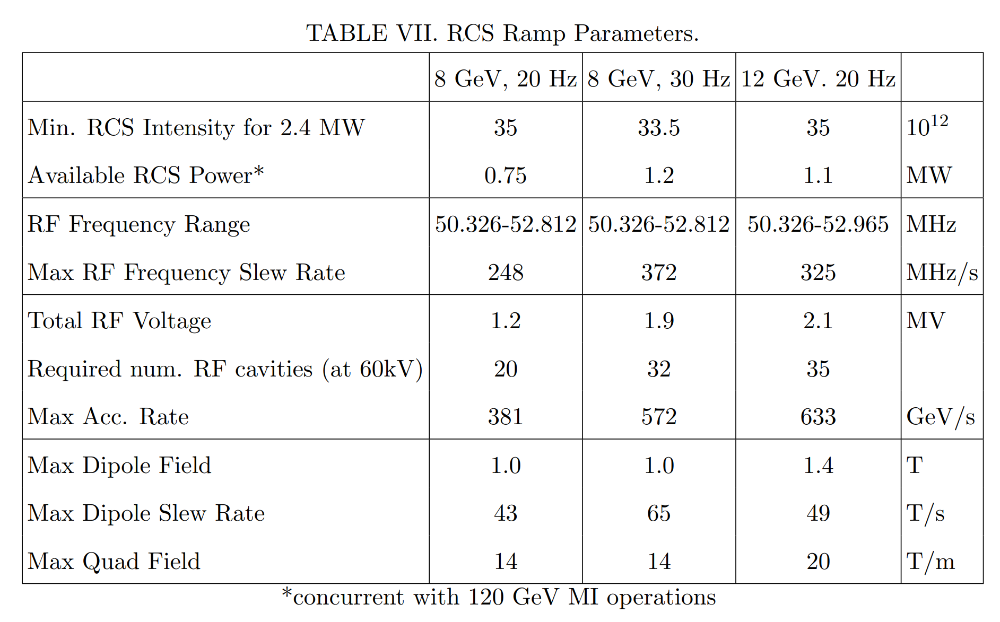 TABLE VII. RCS Ramp Parameters.
8 GeV, 20 Hz 8 GeV, 30 Hz 12 GeV. 20 Hz
Min. RCS Intensity for 2.4 MW 35 33.5 35 10¹²
Available RCS Power* 0.75 1.2 1.1 MW
RF Frequency Range 50.326-52.812 50.326-52.812 50.326-52.965 MHz
Max RF Frequency Slew Rate 248 372 325 MHz/s
Total RF Voltage 1.2 1.9 2.1 MV
Required num. RF cavities (at 60kV) 20 32 35
Max Acc. Rate 381 572 633 GeV/s
Max Dipole Field 1.0 1.0 1.4 T
Max Dipole Slew Rate 43 65 49 T/s
Max Quad Field 14 14 20 T/m
*concurrent with 120 GeV MI operations